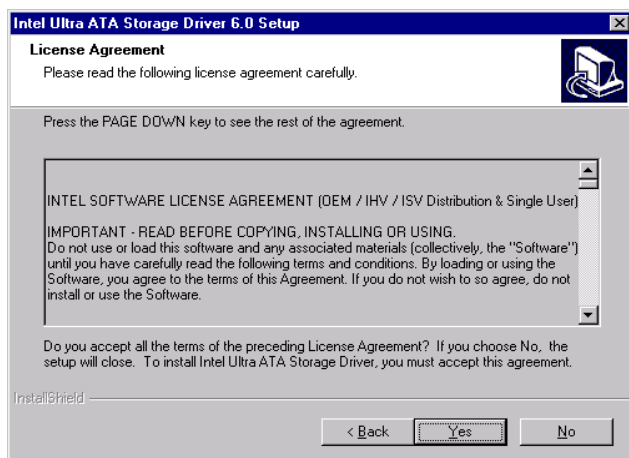 Intel Ultra ATA Storage Driver 6.0 Setup
License Agreement
Please read the following license agreement carefully.
Press the PAGE DOWN key to see the rest of the agreement.
INTEL SOFTWARE LICENSE AGREEMENT (OEM / IHV / ISV Distribution & Single User)
IMPORTANT - READ BEFORE COPYING, INSTALLING OR USING.
Do not use or load this software and any associated materials (collectively, the "Software")
until you have carefully read the following terms and conditions. By loading or using the
Software, you agree to the terms of this Agreement. If you do not wish to so agree, do not
install or use the Software.
Do you accept all the terms of the preceding License Agreement? If you choose No, the
setup will close. To install Intel Ultra ATA Storage Driver, you must accept this agreement.
InstallShield
< Back
Yes
No